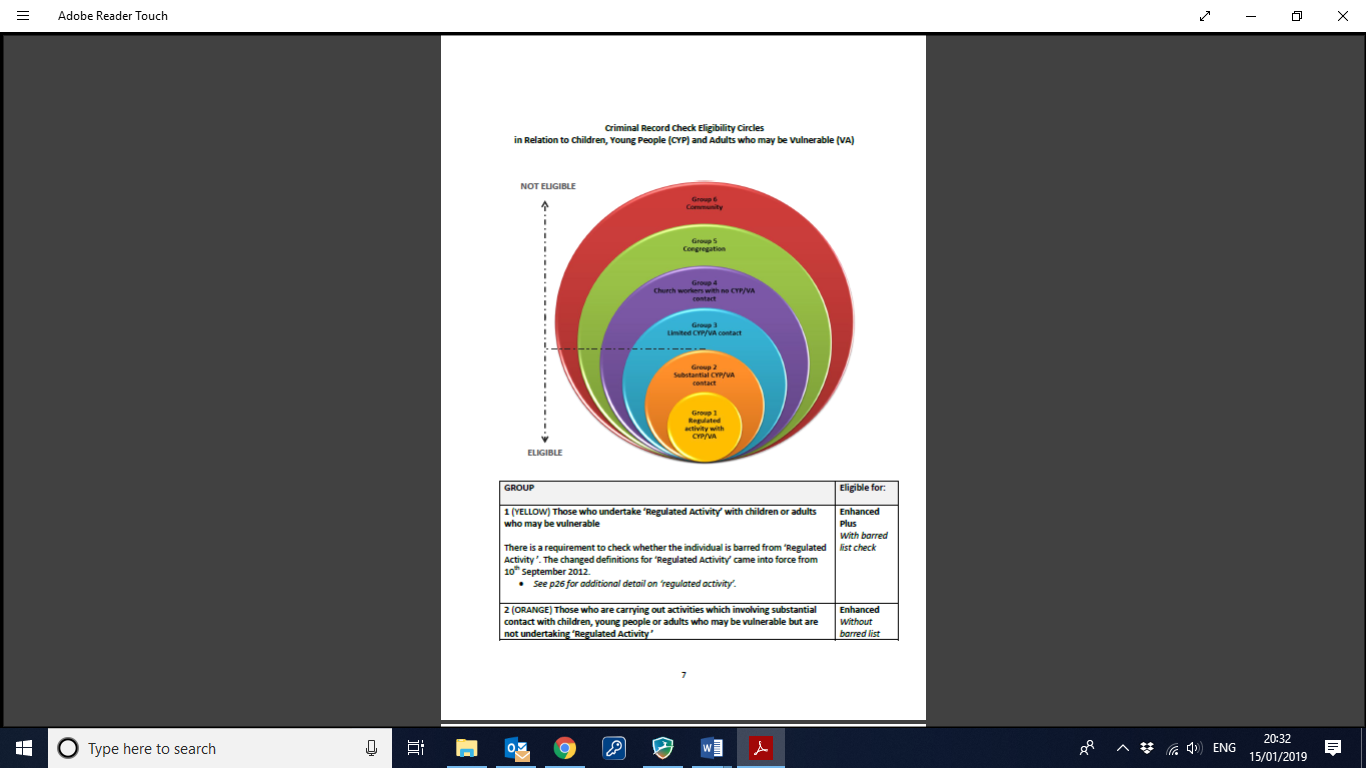 Adobe Reader Touch
Criminal Record Check Eligibility Circles
in Relation to Children, Young People (CYP) and Adults who may be Vulnerable (VA)
NOT ELIGIBLE
Group 6
Community
Group 5
Congregation
Group 4
Church workers with no CYP/VA
contact
Group 3
Limited CYP/VA contact
Group 2
Substantial CYP/VA
contact
Group 1
Regulated
activity with
CYP/VA
ELIGIBLE
GROUP
Eligible for:
1 (YELLOW) Those who undertake ‘Regulated Activity’ with children or adults
who may be vulnerable
There is a requirement to check whether the individual is barred from ‘Regulated
Activity ’. The changed definitions for ‘Regulated Activity’ came into force from
10th September 2012.
• See p26 for additional detail on ‘regulated activity’.
Enhanced
Plus
With barred
list check
2 (ORANGE) Those who are carrying out activities which involving substantial
contact with children, young people or adults who may be vulnerable but are
not undertaking ‘Regulated Activity ’
Enhanced
Without
barred list
7
Type here to search
ENG
20:32
15/01/2019